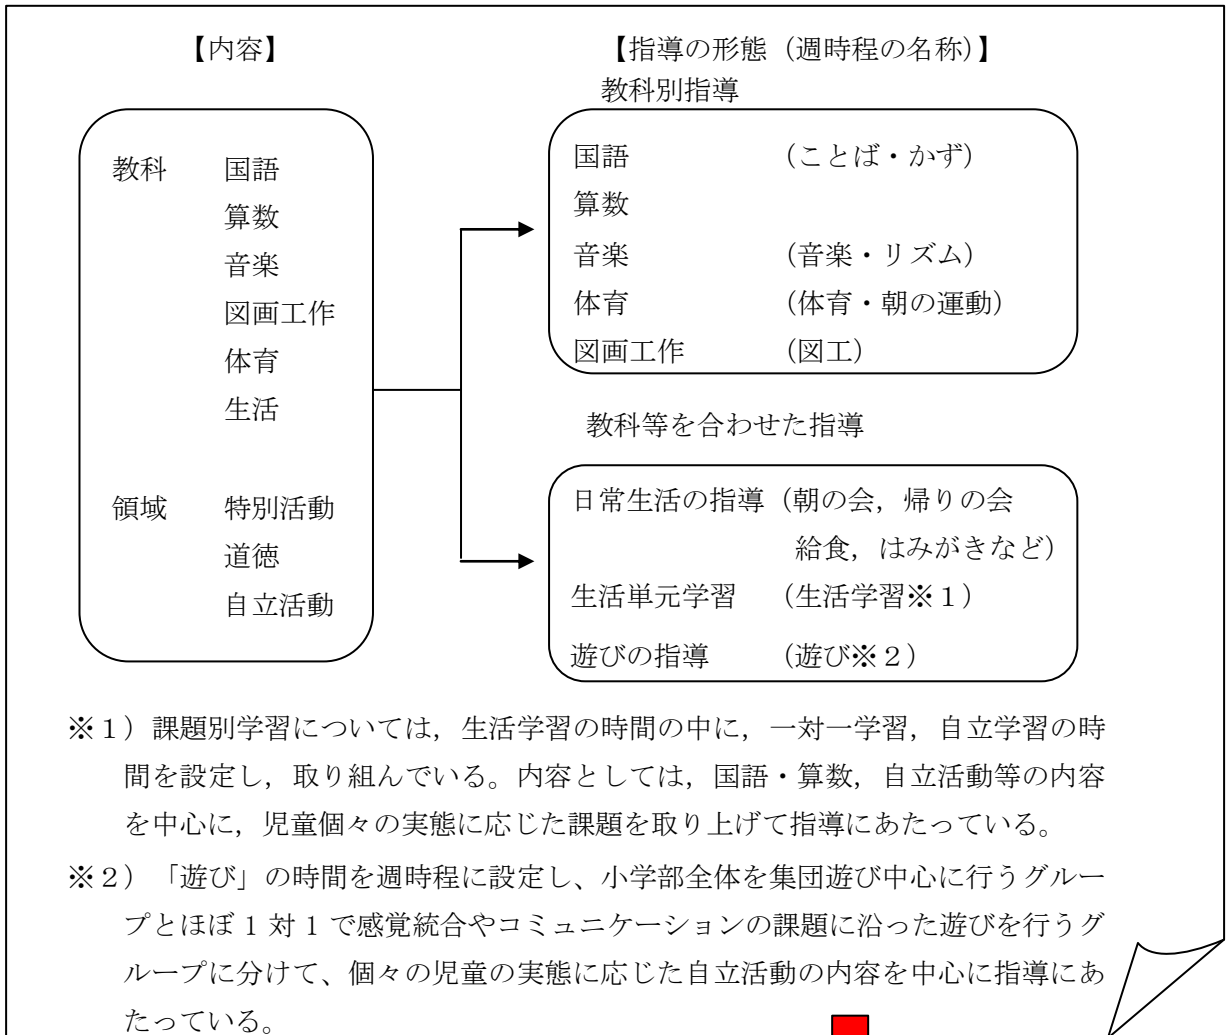 【内容】
【指導の形態（週時程の名称）】
教科別指導
教科　国語
算数
音楽
図画工作
体育
生活
領域　特別活動
道徳
自立活動
国語　（ことば・かず）
算数
音楽　（音楽・リズム）
体育　（体育・朝の運動）
図画工作　（図工）
教科等を合わせた指導
日常生活の指導（朝の会，帰りの会
給食，はみがきなど）
生活単元学習　（生活学習※１）
遊びの指導　（遊び※２）
※１）課題別学習については，生活学習の時間の中に，一対一学習，自立学習の時
間を設定し，取り組んでいる。内容としては，国語・算数，自立活動等の内容
を中心に，児童個々の実態に応じた課題を取り上げて指導にあたっている。
※２）「遊び」の時間を週時程に設定し、小学部全体を集団遊び中心に行うグルー
プとほぼ 1 対 1 で感覚統合やコミュニケーションの課題に沿った遊びを行うグ
ループに分けて、個々の児童の実態に応じた自立活動の内容を中心に指導にあ
たっている。